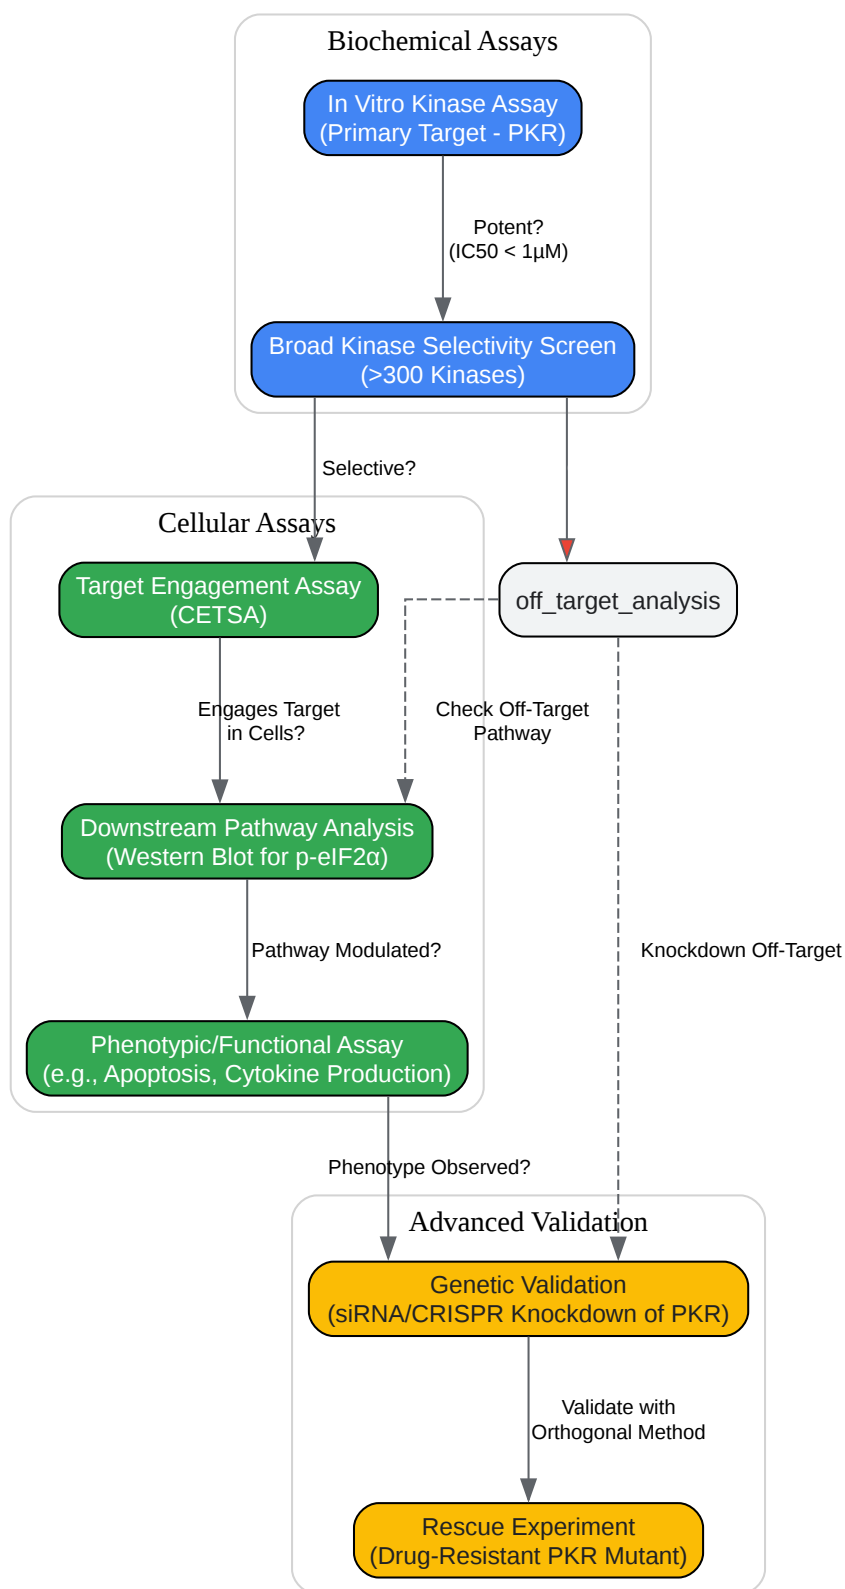 Biochemical Assays
In Vitro Kinase Assay
(Primary Target - PKR)
Potent?
(IC50 < 1µM)
Broad Kinase Selectivity Screen
(>300 Kinases)
Selective?
Cellular Assays
Target Engagement Assay
(CETSA)
off_target_analysis
Engages Target
in Cells?
Check Off-Target
Pathway
Downstream Pathway Analysis
(Western Blot for p-eIF2α)
Pathway Modulated?
Knockdown Off-Target
Phenotypic/Functional Assay
(e.g., Apoptosis, Cytokine Production)
Phenotype Observed?
Advanced Validation
Genetic Validation
(siRNA/CRISPR Knockdown of PKR)
Validate with
Orthogonal Method
Rescue Experiment
(Drug-Resistant PKR Mutant)